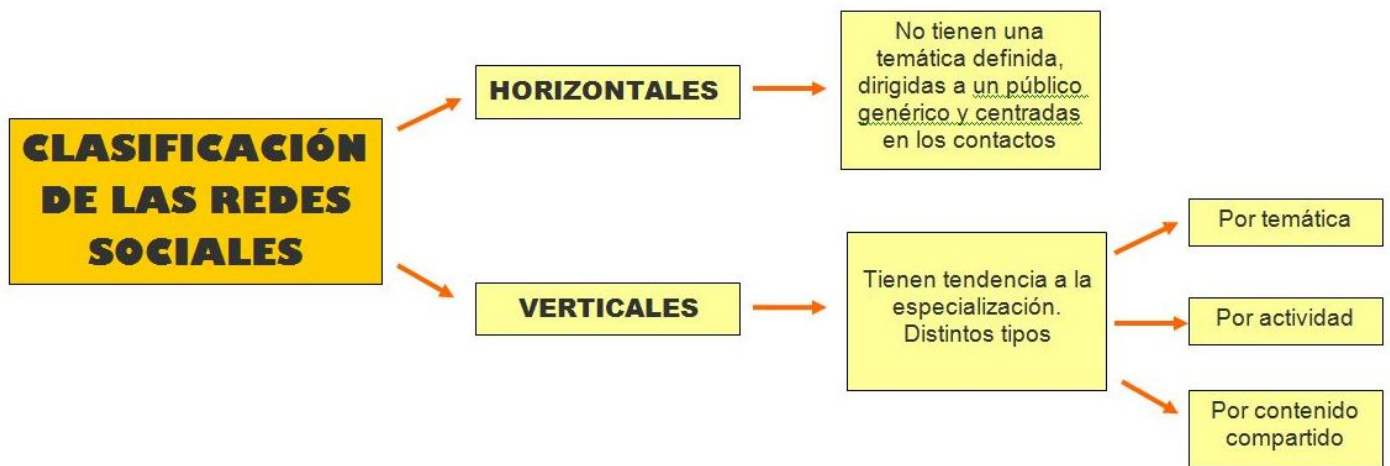 CLASIFICACIÓN
DE LAS REDES
SOCIALES
HORIZONTALES
No tienen una
temática definida,
dirigidas a un público
genérico y centradas
en los contactos
VERTICALES
Tienen tendencia a la
especialización.
Distintos tipos
Por temática
Por actividad
Por contenido
compartido